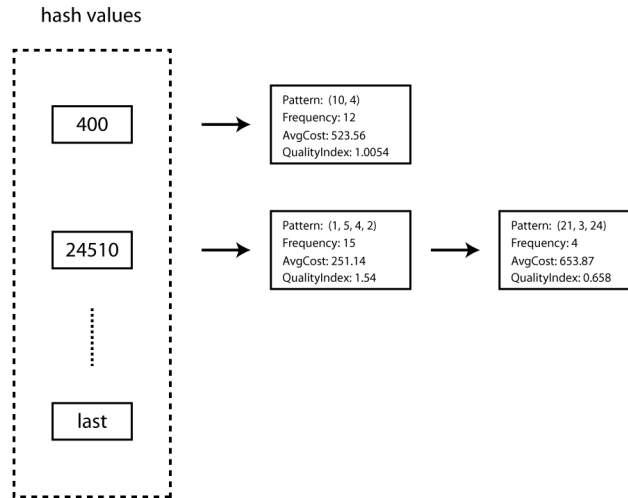 hash values
400
Pattern: (10, 4)
Frequency: 12
AvgCost: 523.56
QualityIndex: 1.0054
24510
Pattern: (1, 5, 4, 2)
Frequency: 15
AvgCost: 251.14
QualityIndex: 1.54
Pattern: (21, 3, 24)
Frequency: 4
AvgCost: 653.87
QualityIndex: 0.658
last